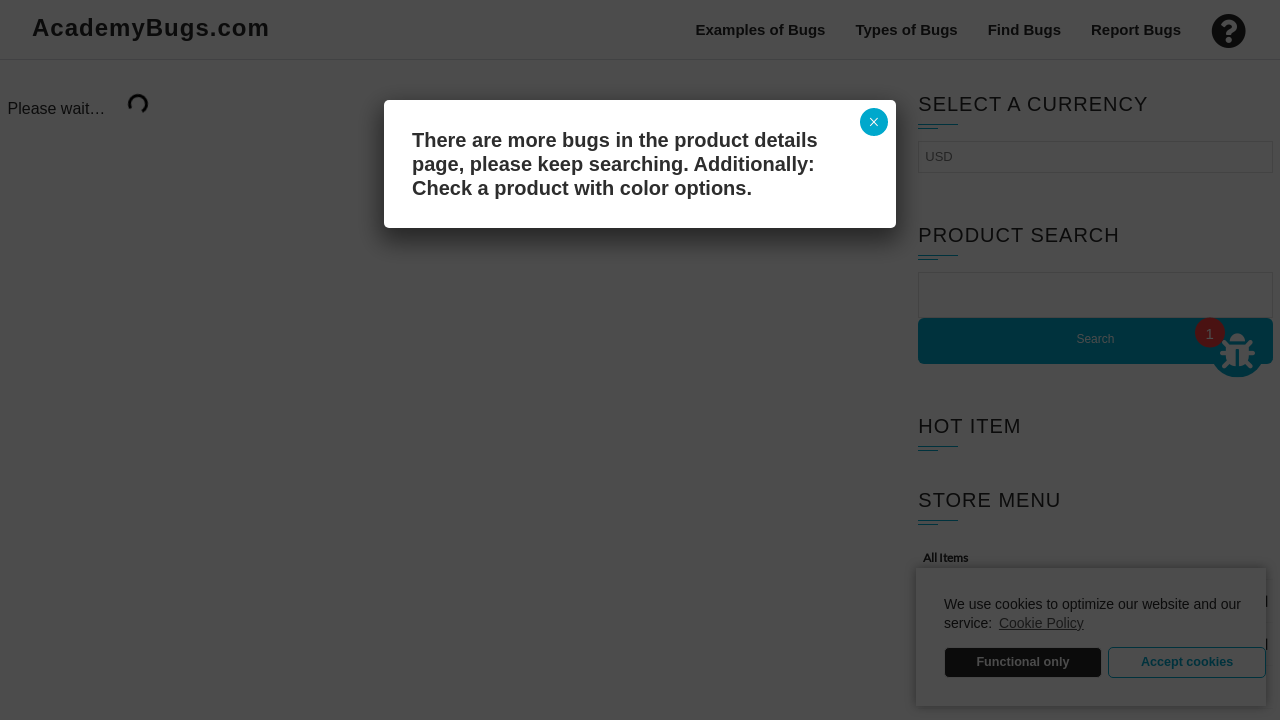 AcademyBugs.com
Examples of Bugs
Types of Bugs
Find Bugs
Report Bugs
Please wait…
There are more bugs in the product details
page, please keep searching. Additionally:
Check a product with color options.
×
SELECT A CURRENCY
USD
PRODUCT SEARCH
Search
1
HOT ITEM
STORE MENU
All Items
We use cookies to optimize our website and our
service: Cookie Policy
Functional only
Accept cookies